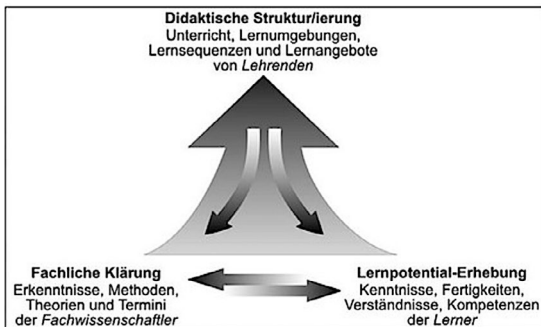 Didaktische Struktur/ierung
Unterricht, Lernumgebungen,
Lernsequenzen und Lernangebote
von Lehrenden
Fachliche Klärung
Erkenntnisse, Methoden,
Theorien und Termini
der Fachwissenschaftler
Lernpotential-Erhebung
Kenntnisse, Fertigkeiten,
Verständnisse, Kompetenzen
der Lerner